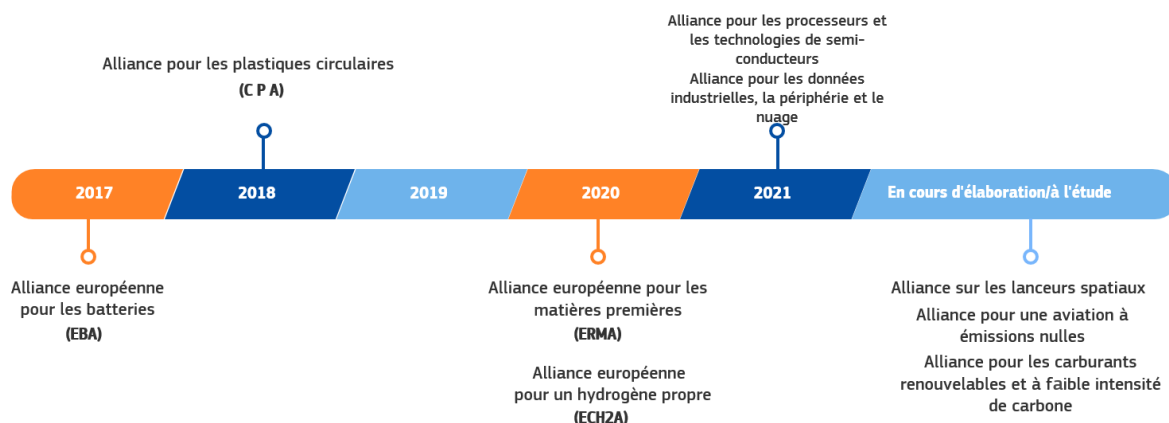 Alliance pour les plastiques circulaires
(C P A)
Alliance pour les processeurs et
les technologies de semi-
conducteurs
Alliance pour les données
industrielles, la périphérie et le
nuage
2017
2018
2019
2020
2021
En cours d'élaboration/à l'étude
Alliance européenne
pour les batteries
(EBA)
Alliance européenne pour les
matières premières
(ERMA)
Alliance européenne
pour un hydrogène propre
(ECH2A)
Alliance sur les lanceurs spatiaux
Alliance pour une aviation à
émissions nulles
Alliance pour les carburants
renouvelables et à faible intensité
de carbone